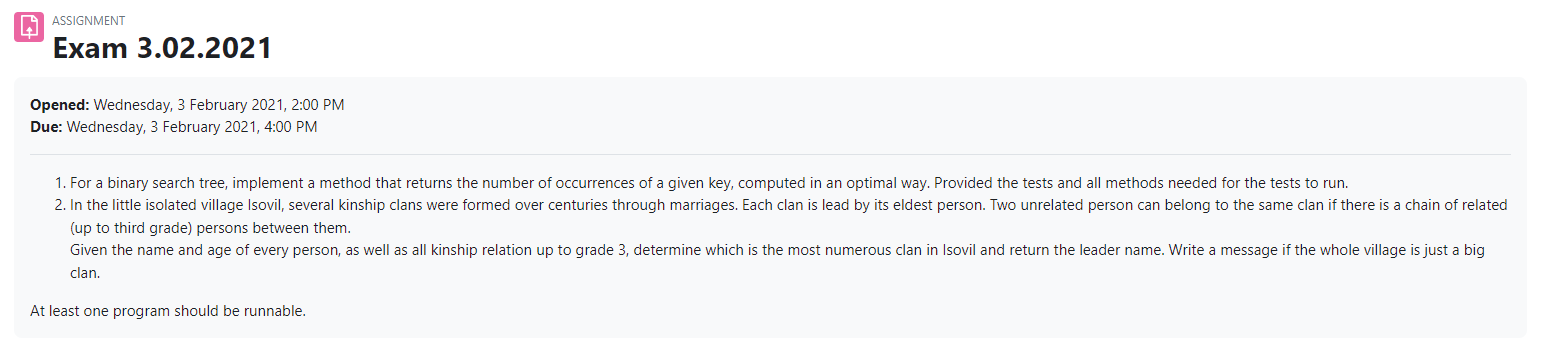 ASSIGNMENT
Exam 3.02.2021
Opened: Wednesday, 3 February 2021, 2:00 PM
Due: Wednesday, 3 February 2021, 4:00 PM
1. For a binary search tree, implement a method that returns the number of occurrences of a given key, computed in an optimal way. Provided the tests and all methods needed for the tests to run.
2. In the little isolated village Isovil, several kinship clans were formed over centuries through marriages. Each clan is lead by its eldest person. Two unrelated person can belong to the same clan if there is a chain of related
(up to third grade) persons between them.
Given the name and age of every person, as well as all kinship relation up to grade 3, determine which is the most numerous clan in Isovil and return the leader name. Write a message if the whole village is just a big
clan.
At least one program should be runnable.